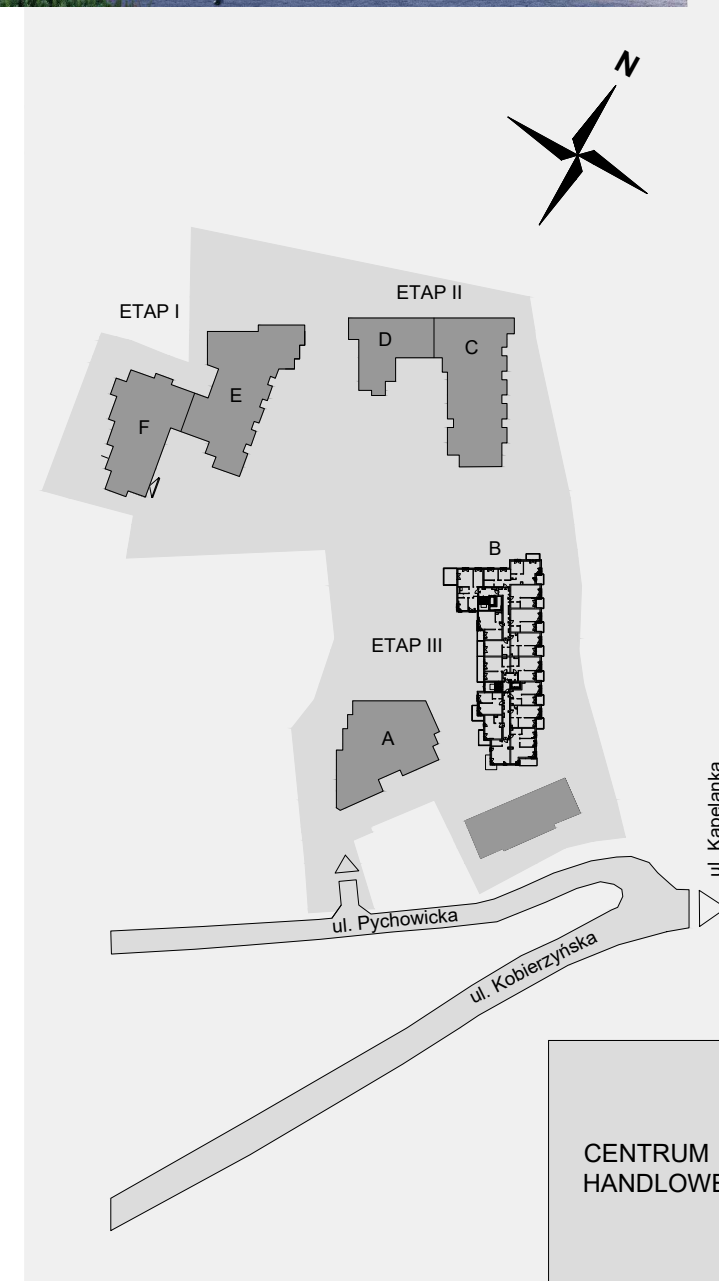 N
ETAP II
ETAP I
D
C
E
F
B
ETAP III
A
ul. Kapelanka
ul. Pychowicka
ul. Kobierzyńska
CENTRUM
HANDLOWE